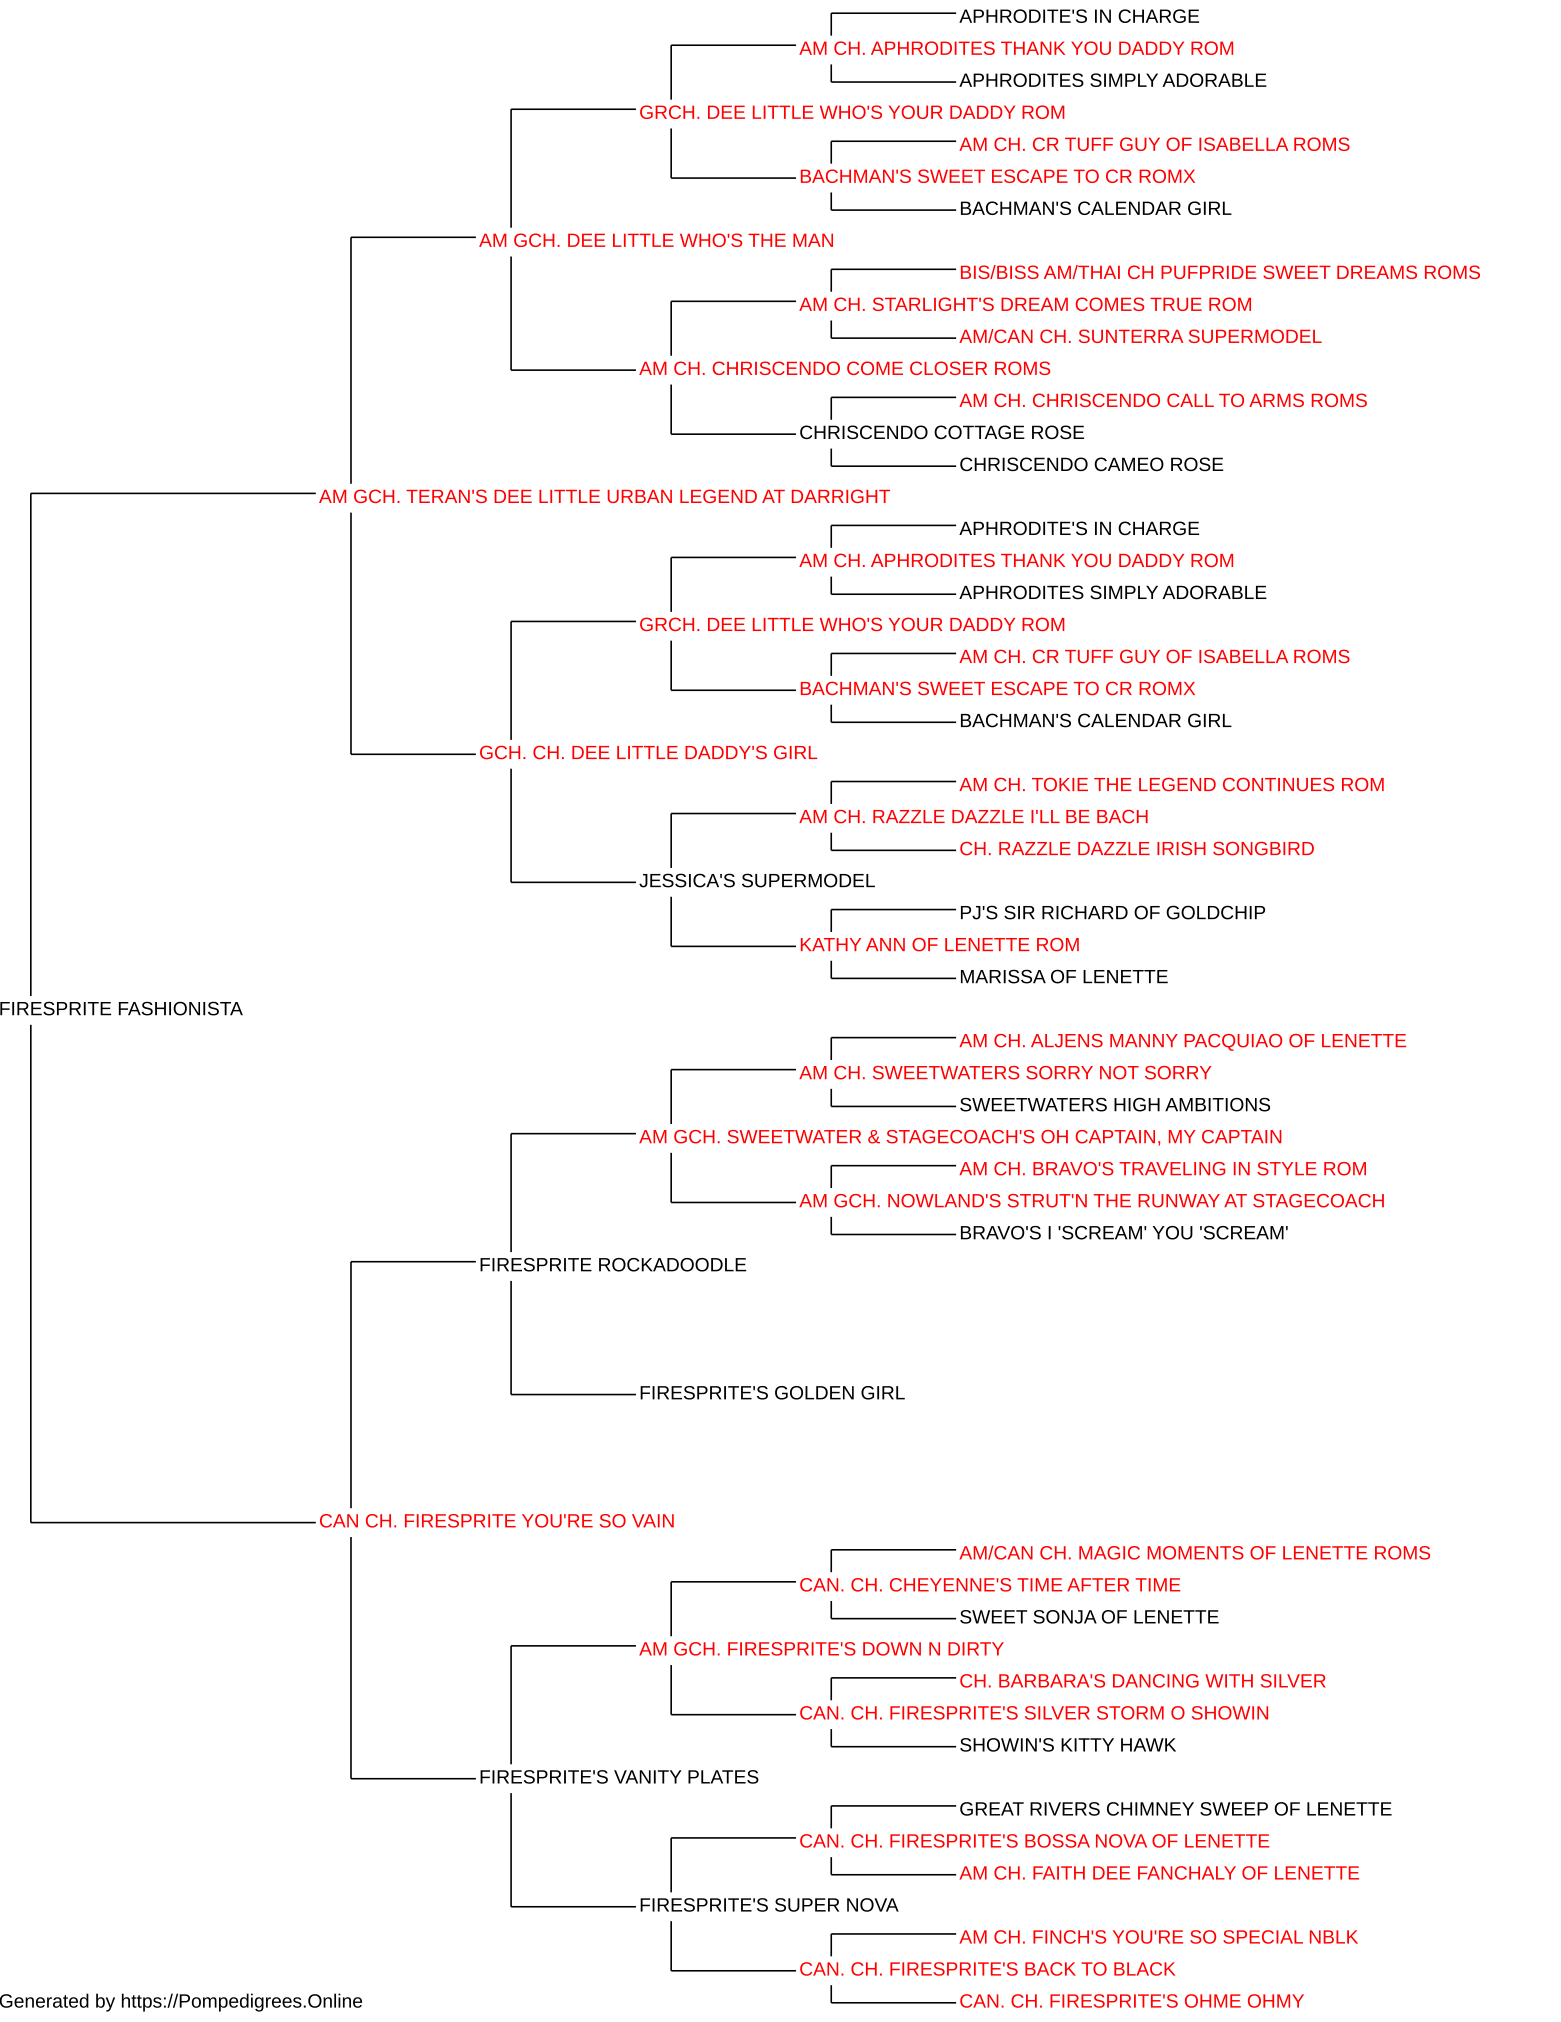 APHRODITE'S IN CHARGE
AM CH. APHRODITES THANK YOU DADDY ROM
APHRODITES SIMPLY ADORABLE
GRCH. DEE LITTLE WHO'S YOUR DADDY ROM
AM CH. CR TUFF GUY OF ISABELLA ROMS
BACHMAN'S SWEET ESCAPE TO CR ROMX
BACHMAN'S CALENDAR GIRL
AM GCH. DEE LITTLE WHO'S THE MAN
BIS/BISS AM/THAI CH PUFPRIDE SWEET DREAMS ROMS
AM CH. STARLIGHT'S DREAM COMES TRUE ROM
AM/CAN CH. SUNTERRA SUPERMODEL
AM CH. CHRISCENDO COME CLOSER ROMS
AM CH. CHRISCENDO CALL TO ARMS ROMS
CHRISCENDO COTTAGE ROSE
CHRISCENDO CAMEO ROSE
AM GCH. TERAN'S DEE LITTLE URBAN LEGEND AT DARRIGHT
APHRODITE'S IN CHARGE
AM CH. APHRODITES THANK YOU DADDY ROM
APHRODITES SIMPLY ADORABLE
GRCH. DEE LITTLE WHO'S YOUR DADDY ROM
AM CH. CR TUFF GUY OF ISABELLA ROMS
BACHMAN'S SWEET ESCAPE TO CR ROMX
BACHMAN'S CALENDAR GIRL
GCH. CH. DEE LITTLE DADDY'S GIRL
AM CH. TOKIE THE LEGEND CONTINUES ROM
AM CH. RAZZLE DAZZLE I'LL BE BACH
CH. RAZZLE DAZZLE IRISH SONGBIRD
JESSICA'S SUPERMODEL
PJ'S SIR RICHARD OF GOLDCHIP
KATHY ANN OF LENETTE ROM
MARISSA OF LENETTE
FIRESPRITE FASHIONISTA
AM CH. ALJENS MANNY PACQUIAO OF LENETTE
AM CH. SWEETWATERS SORRY NOT SORRY
SWEETWATERS HIGH AMBITIONS
AM GCH. SWEETWATER & STAGECOACH'S OH CAPTAIN, MY CAPTAIN
AM CH. BRAVO'S TRAVELING IN STYLE ROM
AM GCH. NOWLAND'S STRUT'N THE RUNWAY AT STAGECOACH
BRAVO'S I 'SCREAM' YOU 'SCREAM'
FIRESPRITE ROCKADOODLE
FIRESPRITE'S GOLDEN GIRL
CAN CH. FIRESPRITE YOU'RE SO VAIN
AM/CAN CH. MAGIC MOMENTS OF LENETTE ROMS
CAN. CH. CHEYENNE'S TIME AFTER TIME
SWEET SONJA OF LENETTE
AM GCH. FIRESPRITE'S DOWN N DIRTY
CH. BARBARA'S DANCING WITH SILVER
CAN. CH. FIRESPRITE'S SILVER STORM O SHOWIN
SHOWIN'S KITTY HAWK
FIRESPRITE'S VANITY PLATES
GREAT RIVERS CHIMNEY SWEEP OF LENETTE
CAN. CH. FIRESPRITE'S BOSSA NOVA OF LENETTE
AM CH. FAITH DEE FANCHALY OF LENETTE
FIRESPRITE'S SUPER NOVA
AM CH. FINCH'S YOU'RE SO SPECIAL NBLK
CAN. CH. FIRESPRITE'S BACK TO BLACK
CAN. CH. FIRESPRITE'S OHME OHMY
Generated by https://Pompedigrees.Online